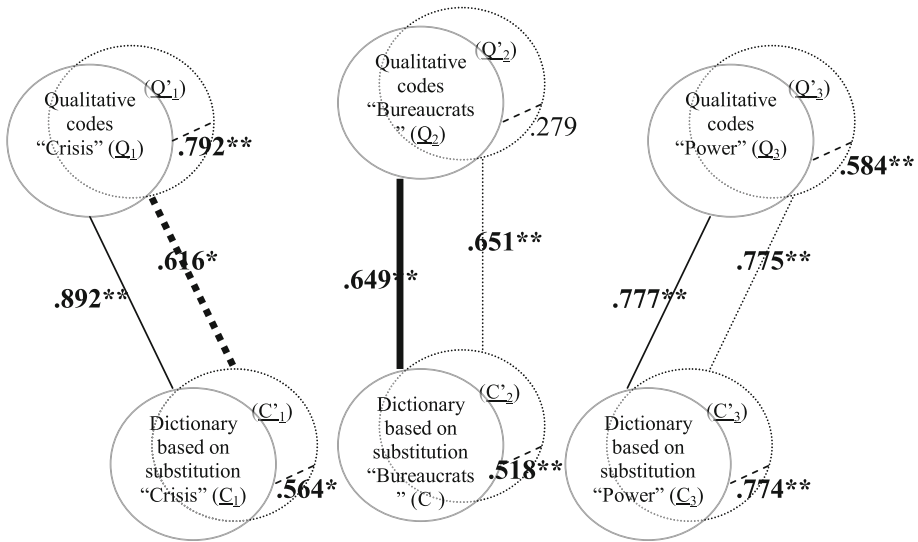 (Q'1)
Qualitative
codes
“Crisis” (Q1)
.792**
(Q'2)
Qualitative
codes
“Bureaucrats
” (Q2)
.279
(Q'3)
Qualitative
codes
“Power” (Q3)
.584**
.616*
.892**
.651**
.649**
.775**
.777**
(C'1)
Dictionary
based on
substitution
“Crisis” (C1)
.564*
(C'2)
Dictionary
based on
substitution
“Bureaucrats
” (C )
.518**
(C'3)
Dictionary
based on
substitution
“Power” (C3)
.774**